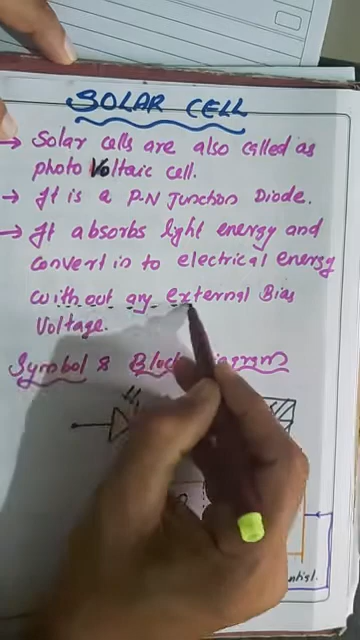 SOLAR CELL
→ Solar cells are also called as
photo Voltaic cell.
→ It is a P-N Junction Diode.
→ It absorbs light energy and
convert in to electrical energy
without any external Bias
Voltage.
Symbol & Block Diagram